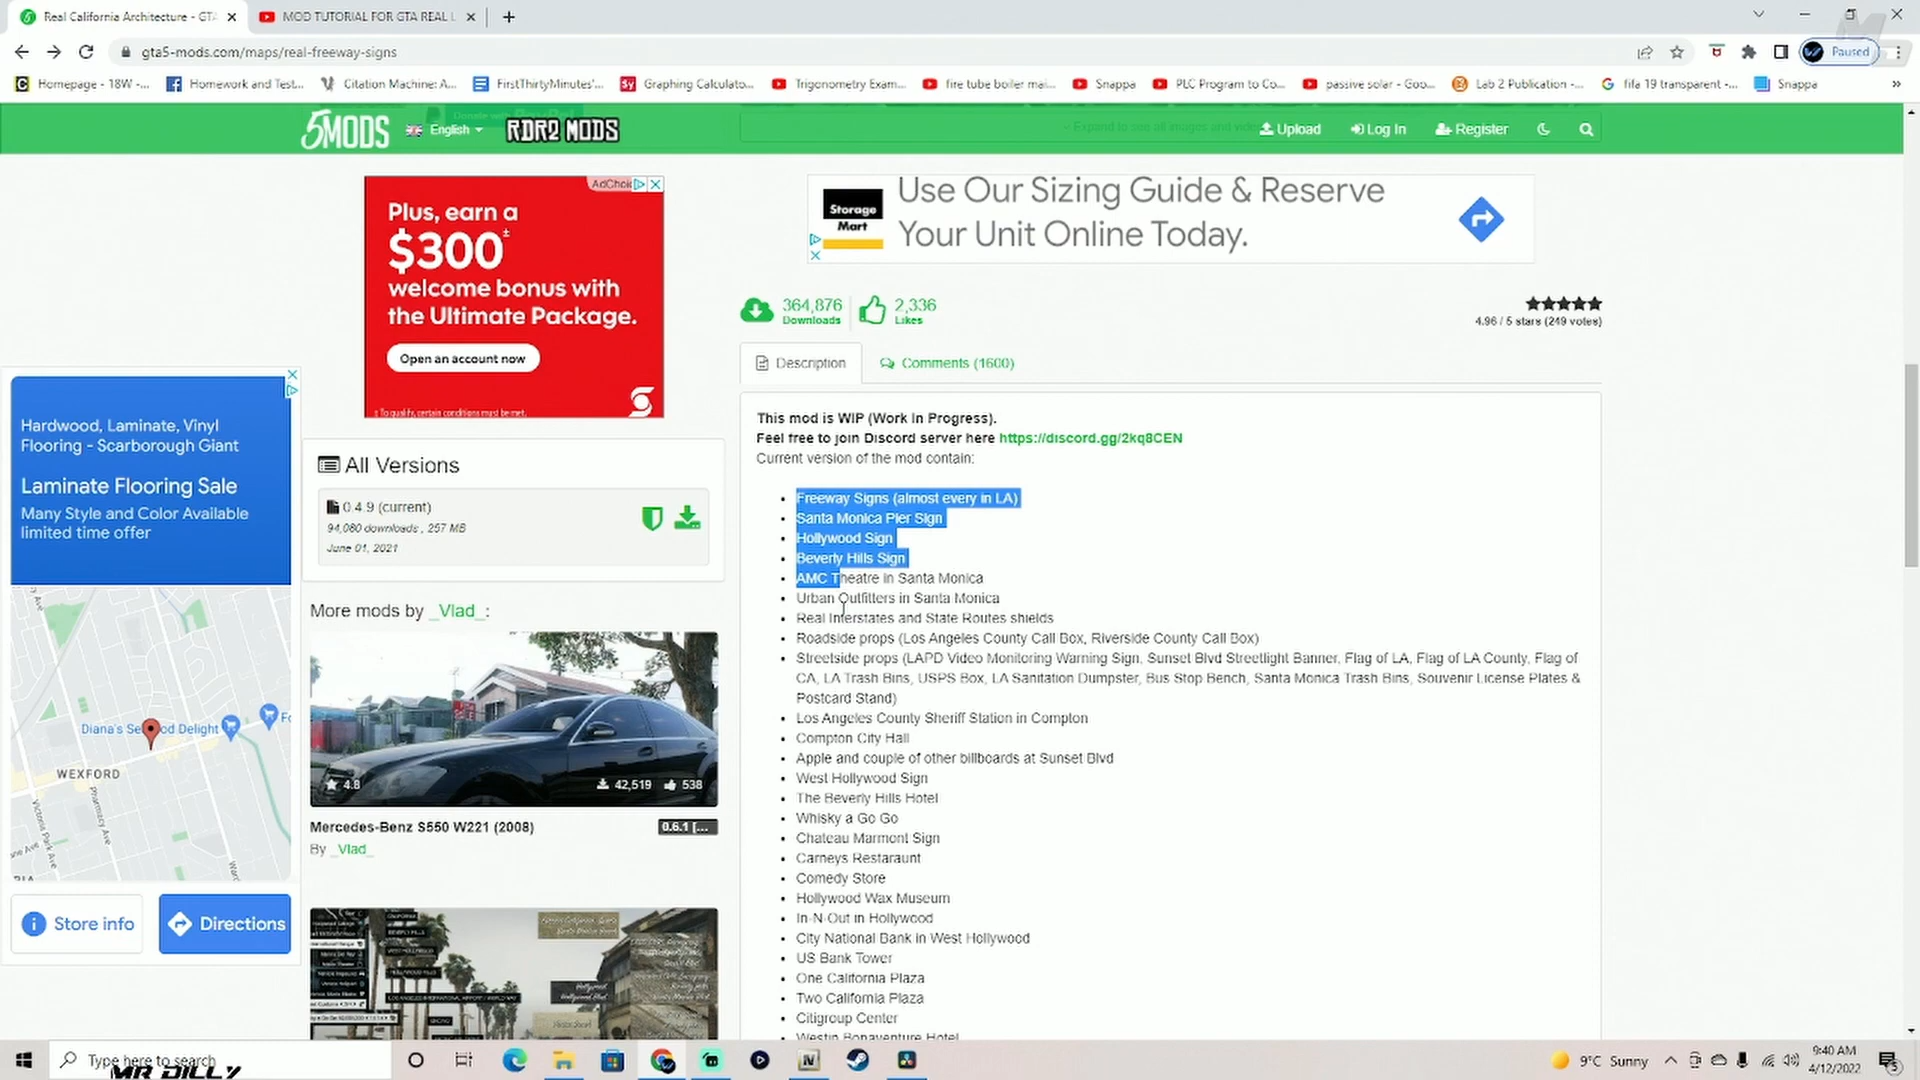 Real California Architecture - GT
MOD TUTORIAL FOR GTA REAL L
gta5-mods.com/maps/real-freeway-signs
Paused
Homepage - 18W -...
Homework and Test...
Citation Machine: A...
FirstThirtyMinutes'...
Graphing Calculato...
Trigonometry Exam...
fire tube boiler mai...
Snappa
PLC Program to Co...
passive solar - Goo...
Lab 2 Publication -...
fifa 19 transparent -...
Snappa
5MODS
English
RDR2 MODS
Upload
Log In
Register
AdChoic
Plus, earn a
$300±
welcome bonus with
the Ultimate Package.
Open an account now
‡ To qualify, certain conditions must be met.
Storage
Mart
Use Our Sizing Guide & Reserve
Your Unit Online Today.
364,876
Downloads
2,336
Likes
4.96 / 5 stars (249 votes)
Description
Comments (1600)
Hardwood, Laminate, Vinyl
Flooring - Scarborough Giant
Laminate Flooring Sale
Many Style and Color Available
limited time offer
WEXFORD
Store info
Directions
All Versions
0.4.9 (current)
94,080 downloads , 257 MB
June 01, 2021
More mods by _Vlad_:
4.8
42,519
538
Mercedes-Benz S550 W221 (2008)
0.6.1 [...
By _Vlad_
This mod is WIP (Work In Progress).
Feel free to join Discord server here https://discord.gg/2kq8CEN
Current version of the mod contain:
Freeway Signs (almost every in LA)
Santa Monica Pier Sign
Hollywood Sign
Beverly Hills Sign
AMC Theatre in Santa Monica
Urban Outfitters in Santa Monica
Real Interstates and State Routes shields
Roadside props (Los Angeles County Call Box, Riverside County Call Box)
Streetside props (LAPD Video Monitoring Warning Sign, Sunset Blvd Streetlight Banner, Flag of LA, Flag of LA County, Flag of
CA, LA Trash Bins, USPS Box, LA Sanitation Dumpster, Bus Stop Bench, Santa Monica Trash Bins, Souvenir License Plates &
Postcard Stand)
Los Angeles County Sheriff Station in Compton
Compton City Hall
Apple and couple of other billboards at Sunset Blvd
West Hollywood Sign
The Beverly Hills Hotel
Whisky a Go Go
Chateau Marmont Sign
Carneys Restaraunt
Comedy Store
Hollywood Wax Museum
In-N-Out in Hollywood
City National Bank in West Hollywood
US Bank Tower
One California Plaza
Two California Plaza
Citigroup Center
Westin Bonaventure Hotel
Type here to search
MR DILLY
9°C Sunny
9:40 AM
4/12/2022